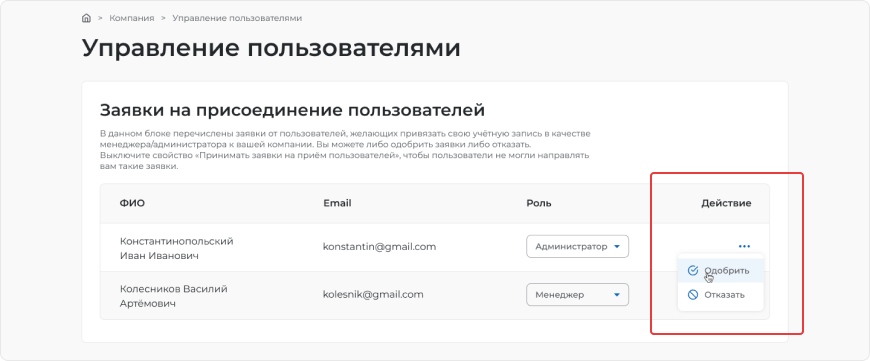 > Компания > Управление пользователями
Управление пользователями
Заявки на присоединение пользователей
В данном блоке перечислены заявки от пользователей, желающих привязать свою учётную запись в качестве
менеджера/администратора к вашей компании. Вы можете либо одобрить заявки либо отказать.
Выключите свойство «Принимать заявки на приём пользователей», чтобы пользователи не могли направлять
вам такие заявки.
ФИО Email Роль Действие
Константинопольский
Иван Иванович
konstantin@gmail.com Администратор
Одобрить
Колесников Василий
Артёмович
kolesnik@gmail.com Менеджер Отказать